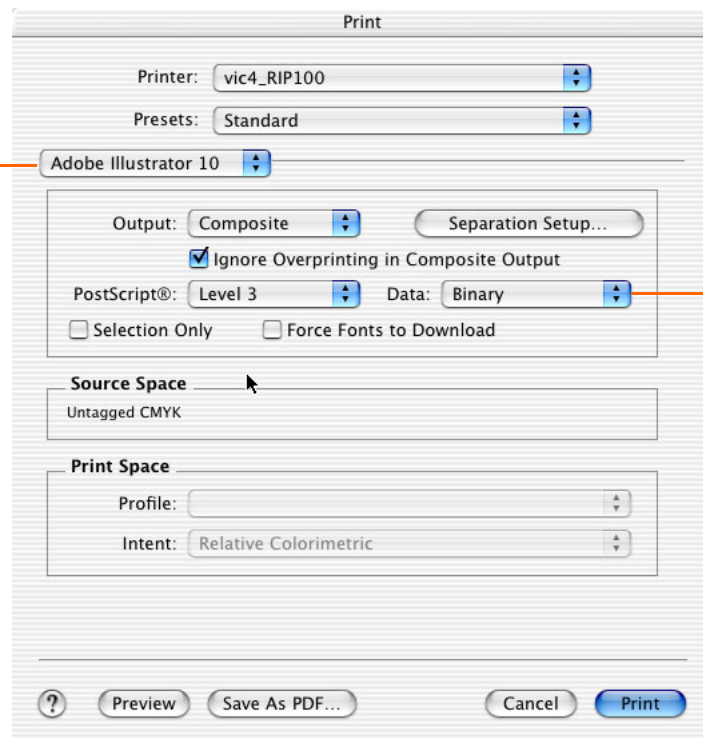 Print
Printer: vic4_RIP100
Presets: Standard
Adobe Illustrator 10
Output: Composite Separation Setup...
Ignore Overprinting in Composite Output
PostScript®: Level 3 Data: Binary
Selection Only Force Fonts to Download
Source Space
Untagged CMYK
Print Space
Profile:
Intent: Relative Colorimetric
? Preview Save As PDF... Cancel Print